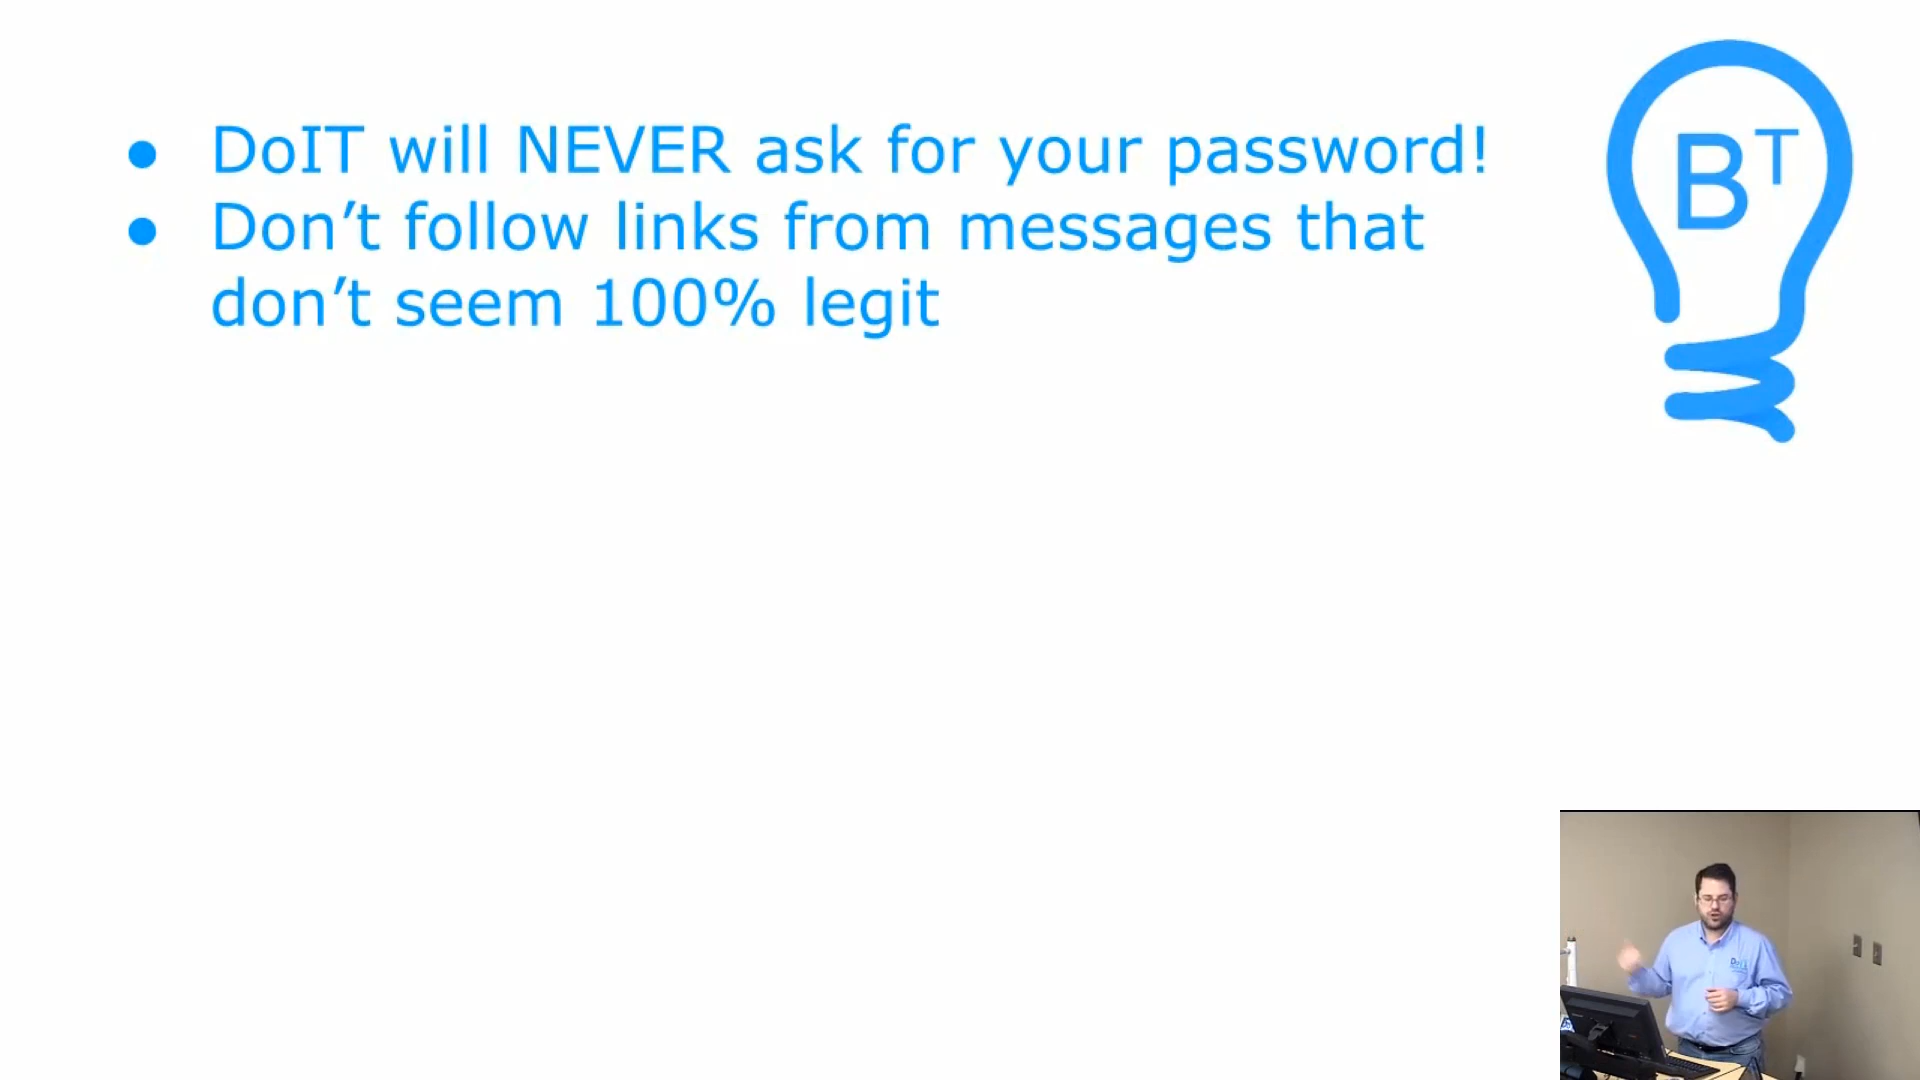 DoIT will NEVER ask for your password!
Don’t follow links from messages that
don’t seem 100% legit
BT